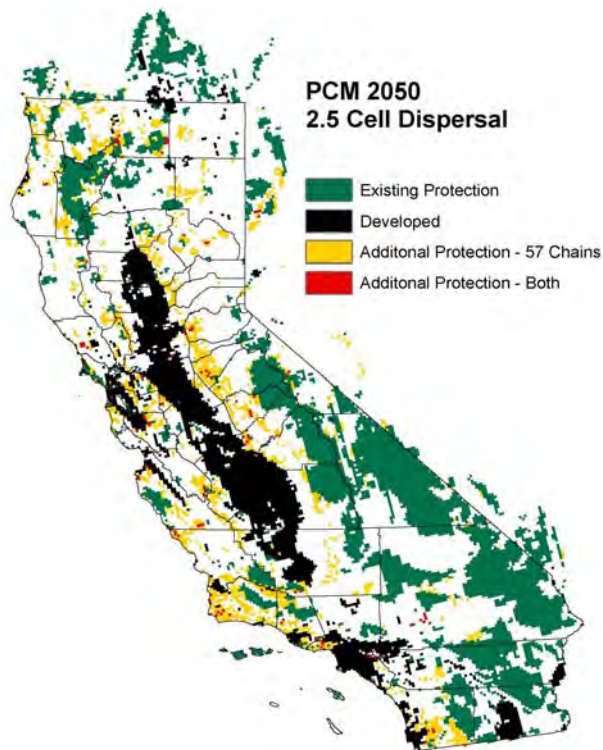 PCM 2050
2.5 Cell Dispersal
Existing Protection
Developed
Additonal Protection - 57 Chains
Additonal Protection - Both